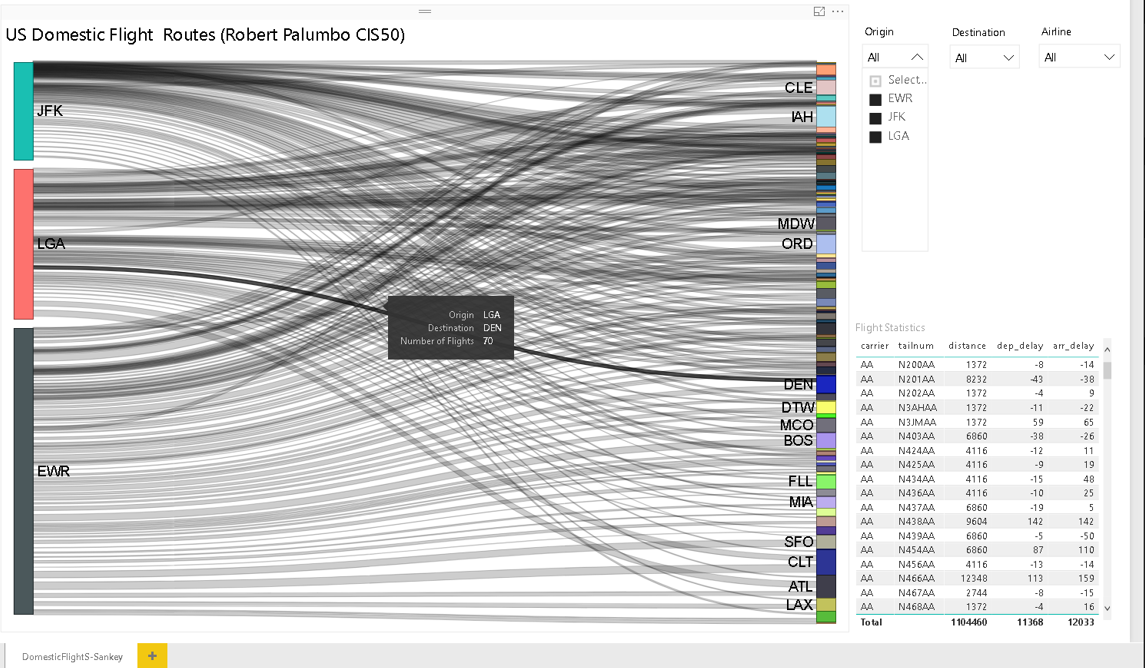 US Domestic Flight Routes (Robert Palumbo CIS50)
JFK
LGA
EWR
CLE
IAH
MDW
ORD
DEN
DTW
MCO
BOS
FLL
MIA
SFO
CLT
ATL
LAX
Origin LGA
Destination DEN
Number of Flights 70
Origin Destination Airline
All All All
Select...
EWR
JFK
LGA
Flight Statistics
carrier tailnum distance dep_delay arr_delay
AA N200AA 1372 -8 -14
AA N201AA 8232 -43 -38
AA N202AA 1372 -4 9
AA N3AHAA 1372 -11 -22
AA N3JMAA 1372 59 65
AA N403AA 6860 -38 -26
AA N424AA 4116 -12 11
AA N425AA 4116 -9 19
AA N434AA 4116 -15 48
AA N436AA 4116 -10 25
AA N437AA 6860 -19 5
AA N438AA 9604 142 142
AA N439AA 6860 -5 -50
AA N454AA 6860 87 110
AA N456AA 4116 -13 -14
AA N466AA 12348 113 159
AA N467AA 2744 -8 -15
AA N468AA 1372 -4 16
Total 1104460 11368 12033
DomesticFlightS-Sankey +